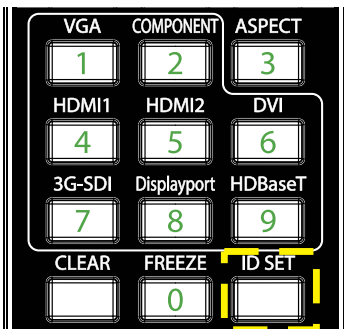 VGA COMPONENT ASPECT
1 2 3
HDMI1 HDMI2 DVI
4 5 6
3G-SDI Displayport HDBaseT
7 8 9
CLEAR FREEZE ID SET
0